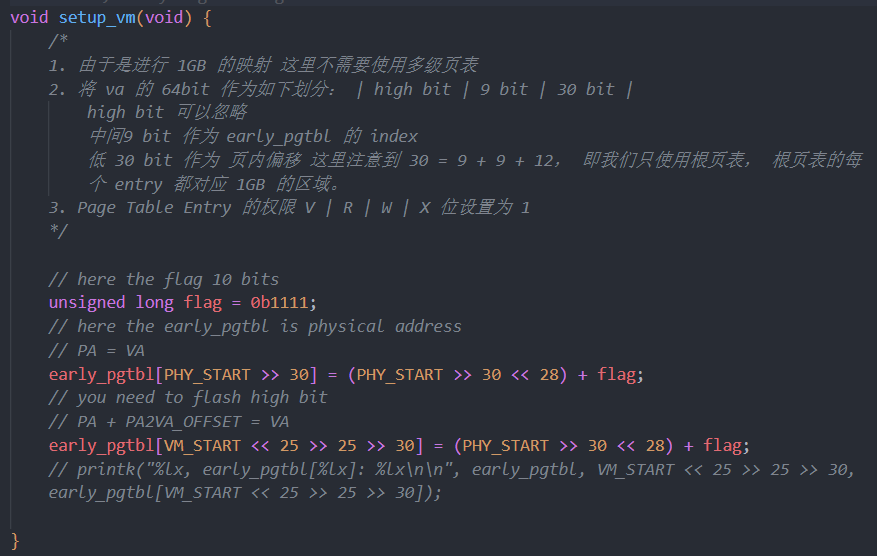 void setup_vm(void) {
/*
1. 由于是进行 1GB 的映射 这里不需要使用多级页表
2. 将 va 的 64bit 作为如下划分： | high bit | 9 bit | 30 bit |
high bit 可以忽略
中间9 bit 作为 early_pgtbl 的 index
低 30 bit 作为 页内偏移 这里注意到 30 = 9 + 9 + 12， 即我们只使用根页表， 根页表的每
个 entry 都对应 1GB 的区域。
3. Page Table Entry 的权限 V | R | W | X 位设置为 1
*/
// here the flag 10 bits
unsigned long flag = 0b1111;
// here the early_pgtbl is physical address
// PA = VA
early_pgtbl[PHY_START >> 30] = (PHY_START >> 30 << 28) + flag;
// you need to flash high bit
// PA + PA2VA_OFFSET = VA
early_pgtbl[VM_START << 25 >> 25 >> 30] = (PHY_START >> 30 << 28) + flag;
// printk("%lx, early_pgtbl[%lx]: %lx\n\n", early_pgtbl, VM_START << 25 >> 25 >> 30,
early_pgtbl[VM_START << 25 >> 25 >> 30]);
}